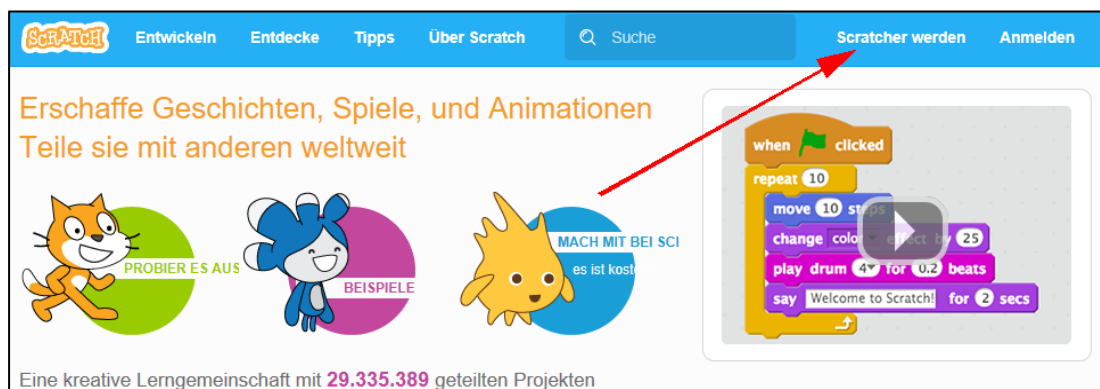 SCRATCH Entwickeln Entdecke Tipps Über Scratch Suche Scratcher werden Anmelden
Erschaffe Geschichten, Spiele, und Animationen
Teile sie mit anderen weltweit
PROBIER ES AUS
BEISPIELE
MACH MIT BEI SCI
es ist kost
when clicked
repeat 10
move 10 steps
change color effect by 25
play drum 4 for 0.2 beats
say Welcome to Scratch! for 2 secs
Eine kreative Lerngemeinschaft mit 29.335.389 geteilten Projekten